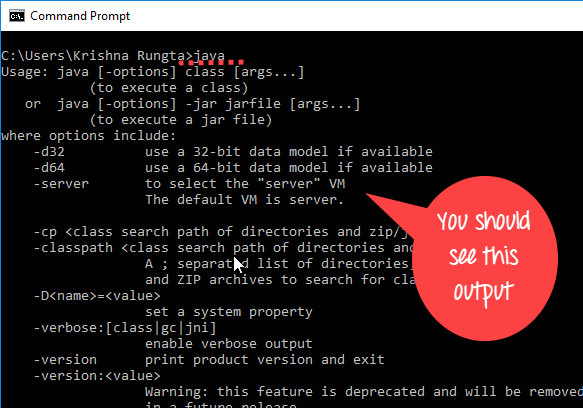 Command Prompt
C:\Users\Krishna Rungta>java
Usage: java [-options] class [args...]
(to execute a class)
or java [-options] -jar jarfile [args...]
(to execute a jar file)
where options include:
-d32 use a 32-bit data model if available
-d64 use a 64-bit data model if available
-server to select the "server" VM
The default VM is server.
-cp <class search path of directories and zip/j
-classpath <class search path of directories and
A ; separated list of directories,
and ZIP archives to search for cla
-D<name>=<value>
set a system property
-verbose:[class|gc|jni]
enable verbose output
-version print product version and exit
-version:<value>
Warning: this feature is deprecated and will be removed
in a future release.
You should
see this
output